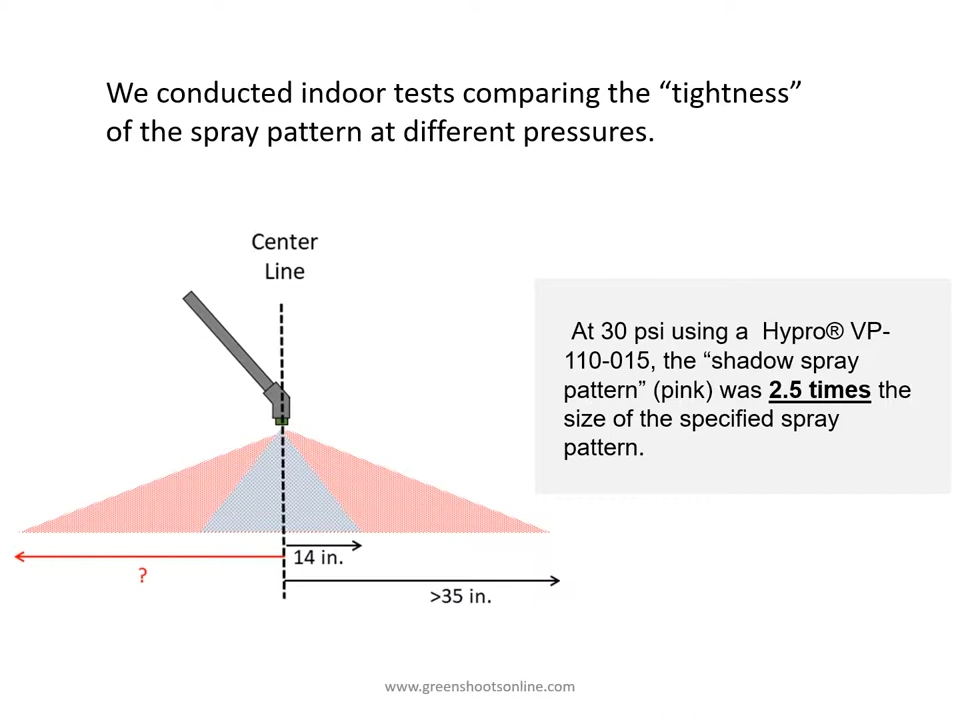 We conducted indoor tests comparing the “tightness”
of the spray pattern at different pressures.
Center
Line
At 30 psi using a Hypro® VP-
110-015, the “shadow spray
pattern” (pink) was 2.5 times the
size of the specified spray
pattern.
14 in.
?
>35 in.
www.greenshootsonline.com